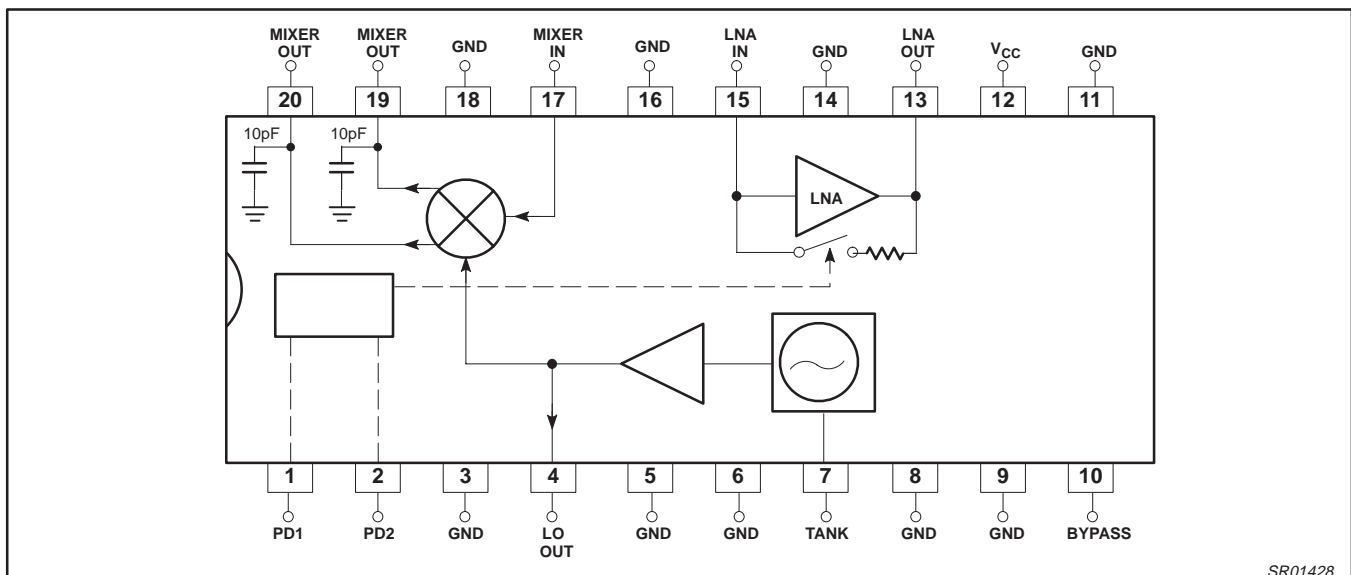 MIXER OUT
MIXER OUT
GND
MIXER IN
GND
LNA IN
GND
LNA OUT
VCC
GND
20
19
18
17
16
15
14
13
12
11
10pF
10pF
LNA
1
2
3
4
5
6
7
8
9
10
PD1
PD2
GND
LO OUT
GND
GND
TANK
GND
GND
BYPASS
SR01428